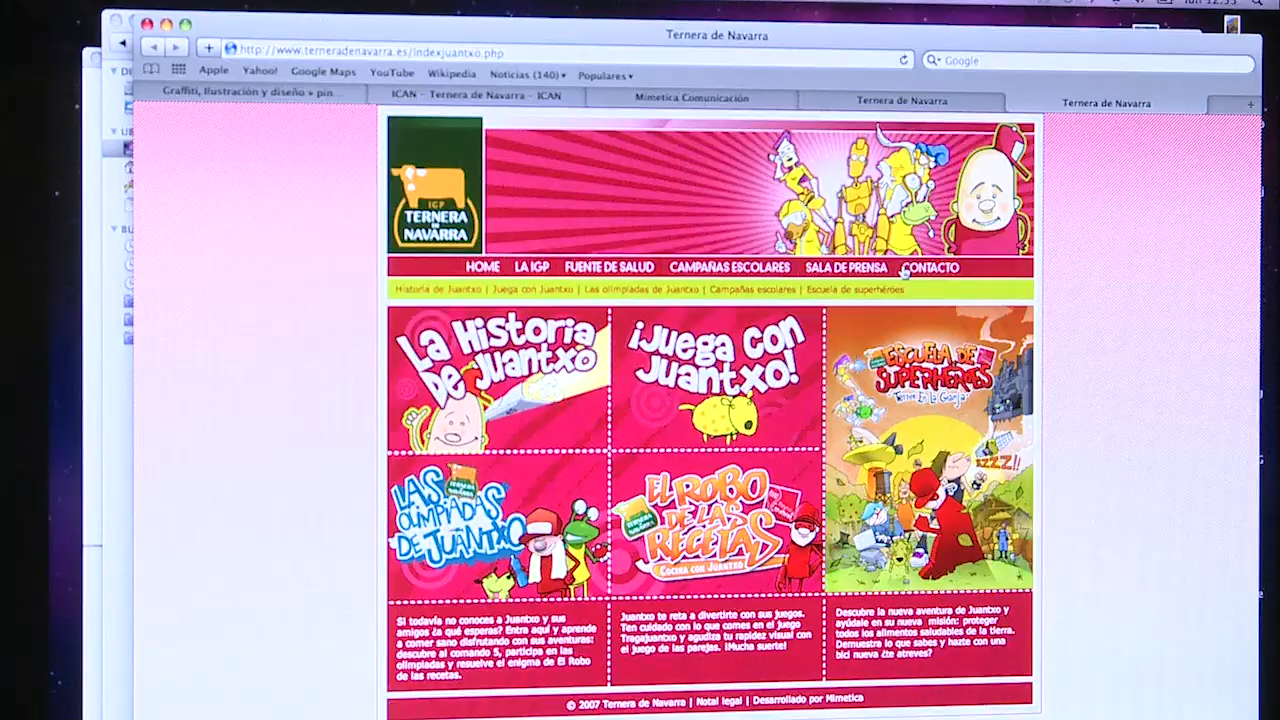 lun 12:55
Ternera de Navarra
http://www.terneradenavarra.es/indexjuantxo.php
Google
Apple Yahoo! Google Maps YouTube Wikipedia Noticias (140) Populares
Graffiti, Ilustración y diseño » pin...
ICAN - Ternera de Navarra - ICAN
Mimetica Comunicación
Ternera de Navarra
Ternera de Navarra
IGP
TERNERA
DE
NAVARRA
HOME LA IGP FUENTE DE SALUD CAMPAÑAS ESCOLARES SALA DE PRENSA CONTACTO
Historia de Juantxo | Juega con Juantxo | Las olimpiadas de Juantxo | Campañas escolares | Escuela de superhéroes
La Historia
De Juantxo
¡Juega con
Juantxo!
ESCUELA DE
SUPERHÉROES
Terror En La Granja
ZZZ!!
LAS
OLIMPIADAS
DE JUANTXO
EL ROBO
DE LAS
RECETAS
COCINA CON JUANTXO
Si todavía no conoces a Juantxo y sus
amigos ¿a qué esperas? Entra aquí y aprende
a comer sano disfrutando con sus aventuras:
descubre al comando 5, participa en las
olimpiadas y resuelve el enigma de El Robo
de las recetas.
Juantxo te reta a divertirte con sus juegos.
Ten cuidado con lo que comes en el juego
Tragajuantxo y agudiza tu rapidez visual con
el juego de las parejas. ¡Mucha suerte!
Descubre la nueva aventura de Juantxo y
ayúdale en su nueva misión: proteger
todos los alimentos saludables de la tierra.
Demuestra lo que sabes y hazte con una
bici nueva ¿te atreves?
© 2007 Ternera de Navarra | Notal legal | Desarrollado por Mimetica